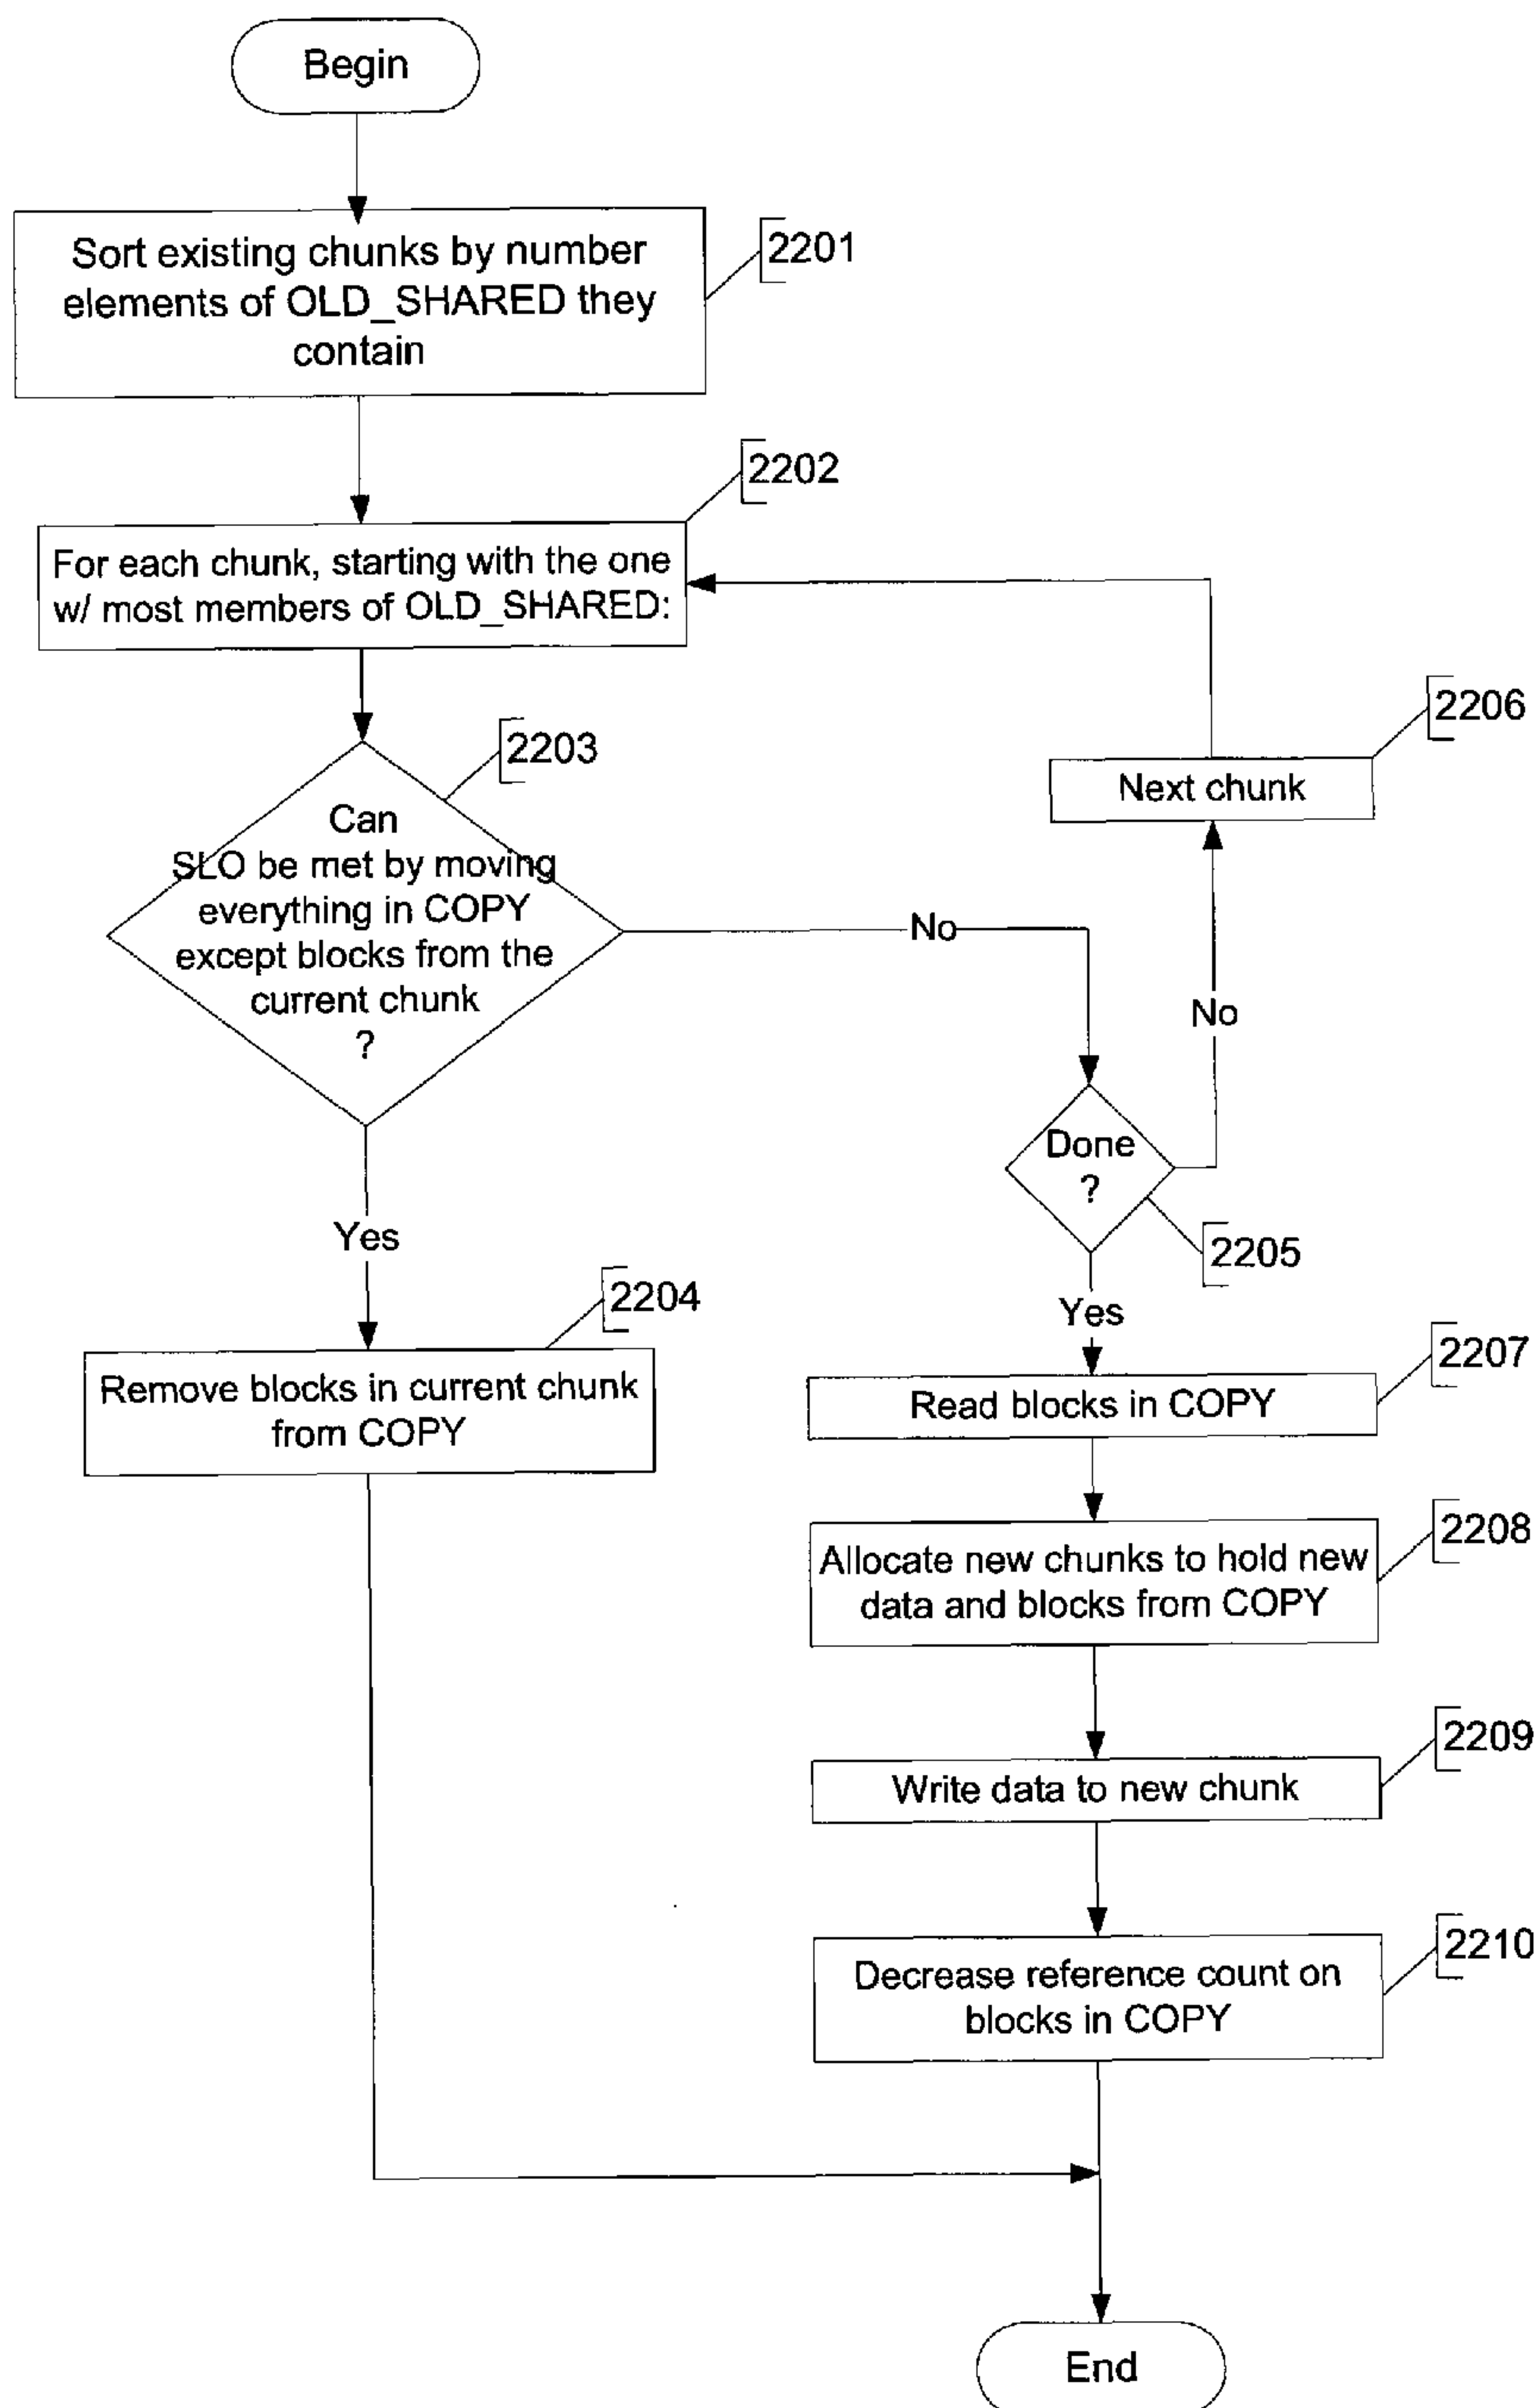 Begin
Sort existing chunks by number
elements of OLD_SHARED they
contain
2201
2202
For each chunk, starting with the one
w/ most members of OLD_SHARED:
2206
Next chunk
2203
Can
SLO be met by moving
everything in COPY
except blocks from the
current chunk
?
No
No
Done
?
2205
Yes
Yes
2204
Remove blocks in current chunk
from COPY
2207
Read blocks in COPY
2208
Allocate new chunks to hold new
data and blocks from COPY
2209
Write data to new chunk
2210
Decrease reference count on
blocks in COPY
End